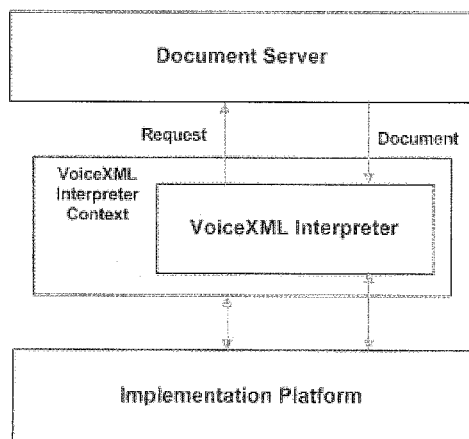 Document Server
Request
Document
VoiceXML
Interpreter
Context
VoiceXML Interpreter
Implementation Platform